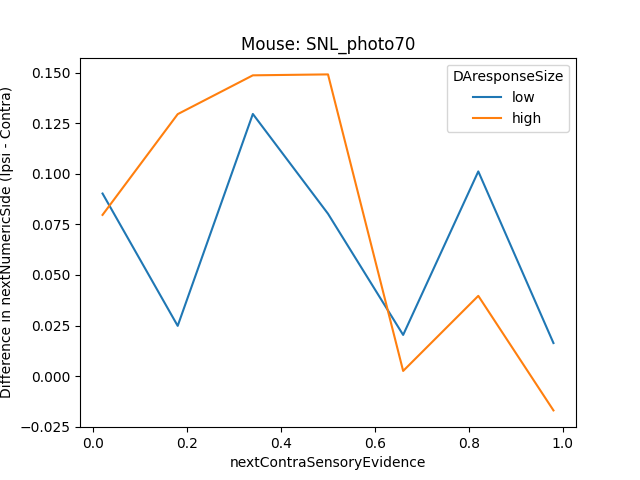 Mouse: SNL_photo70
Difference in nextNumericSide (Ipsi - Contra)
0.150
0.125
0.100
0.075
0.050
0.025
0.000
−0.025
DAresponseSize
low
high
0.0 0.2 0.4 0.6 0.8 1.0
nextContraSensoryEvidence